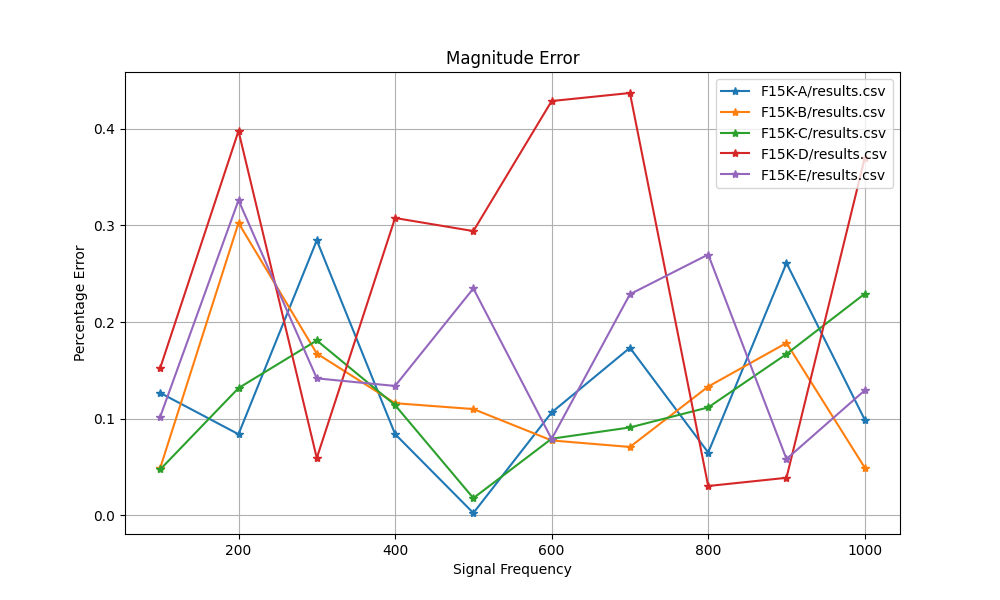 Magnitude Error
F15K-A/results.csv
F15K-B/results.csv
F15K-C/results.csv
F15K-D/results.csv
F15K-E/results.csv
Percentage Error
0.4
0.3
0.2
0.1
0.0
200 400 600 800 1000
Signal Frequency